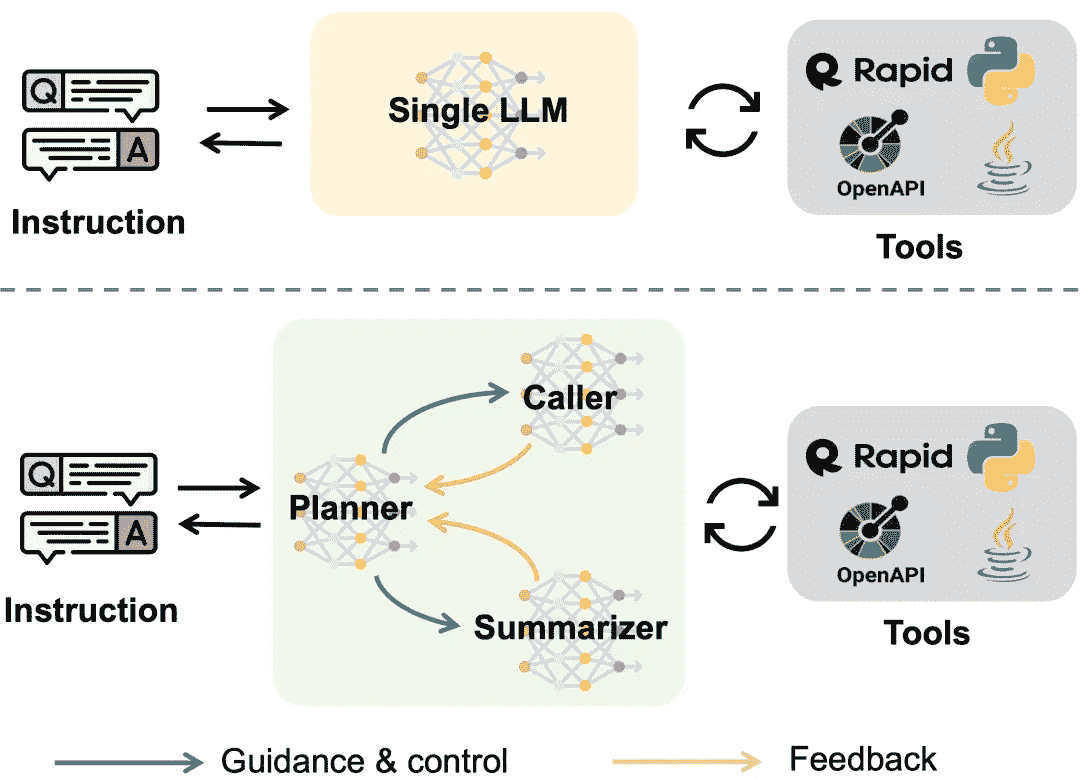 Q
A
Instruction
Single LLM
Rapid
OpenAPI
Tools
Q
A
Instruction
Planner
Caller
Summarizer
Rapid
OpenAPI
Tools
Guidance & control
Feedback